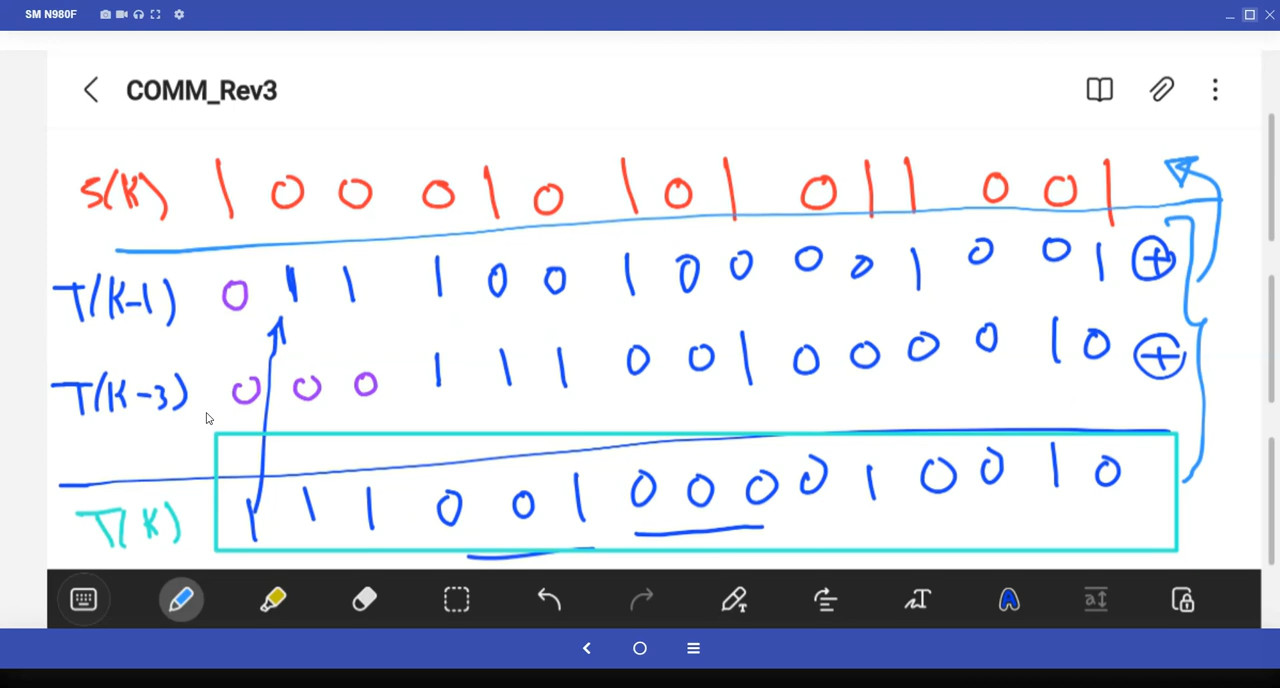 SM N980F
COMM_Rev3
S(K) 1 0 0 0 1 0 1 0 1 0 1 1 0 0 1
T(K-1) 0 1 1 1 0 0 1 0 0 0 0 1 0 0 1 ⊕
T(K-3) 0 0 0 1 1 1 0 0 1 0 0 0 0 1 0 ⊕
T(K) 1 1 1 0 0 1 0 0 0 0 1 0 0 1 0